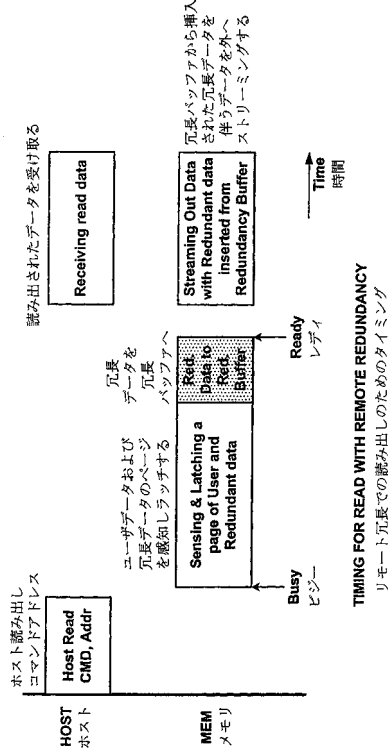 ホスト読み出し
コマンドアドレス
読み出されたデータを受け取る
HOST
ホスト
Host Read
CMD, Addr
Receiving read data
ユーザデータおよび
冗長データのページ
を感知しラッチする
冗長
データを
冗長
バッファへ
冗長バッファから挿入
された冗長データを
伴うデータを外へ
ストリーミングする
MEM
メモリ
Sensing & Latching a
page of User and
Redundant data
Red.
Data to
Red.
Buffer
Streaming Out Data
with Redundant data
inserted from
Redundancy Buffer
Busy
ビジー
Ready
レディ
Time
時間
TIMING FOR READ WITH REMOTE REDUNDANCY
リモート冗長での読み出しのためのタイミング